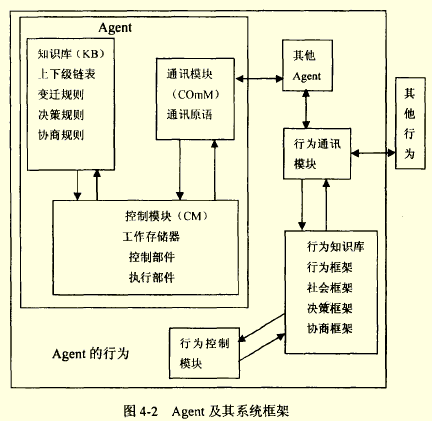 Agent
知识库（KB）
上下级链表
变迁规则
决策规则
协商规则
通讯模块
（COmM）
通讯原语
其他
Agent
其他行为
行为通讯
模块
控制模块（CM）
工作存储器
控制部件
执行部件
行为知识库
行为框架
社会框架
决策框架
协商框架
行为控制
模块
Agent 的行为
图 4-2 Agent 及其系统框架